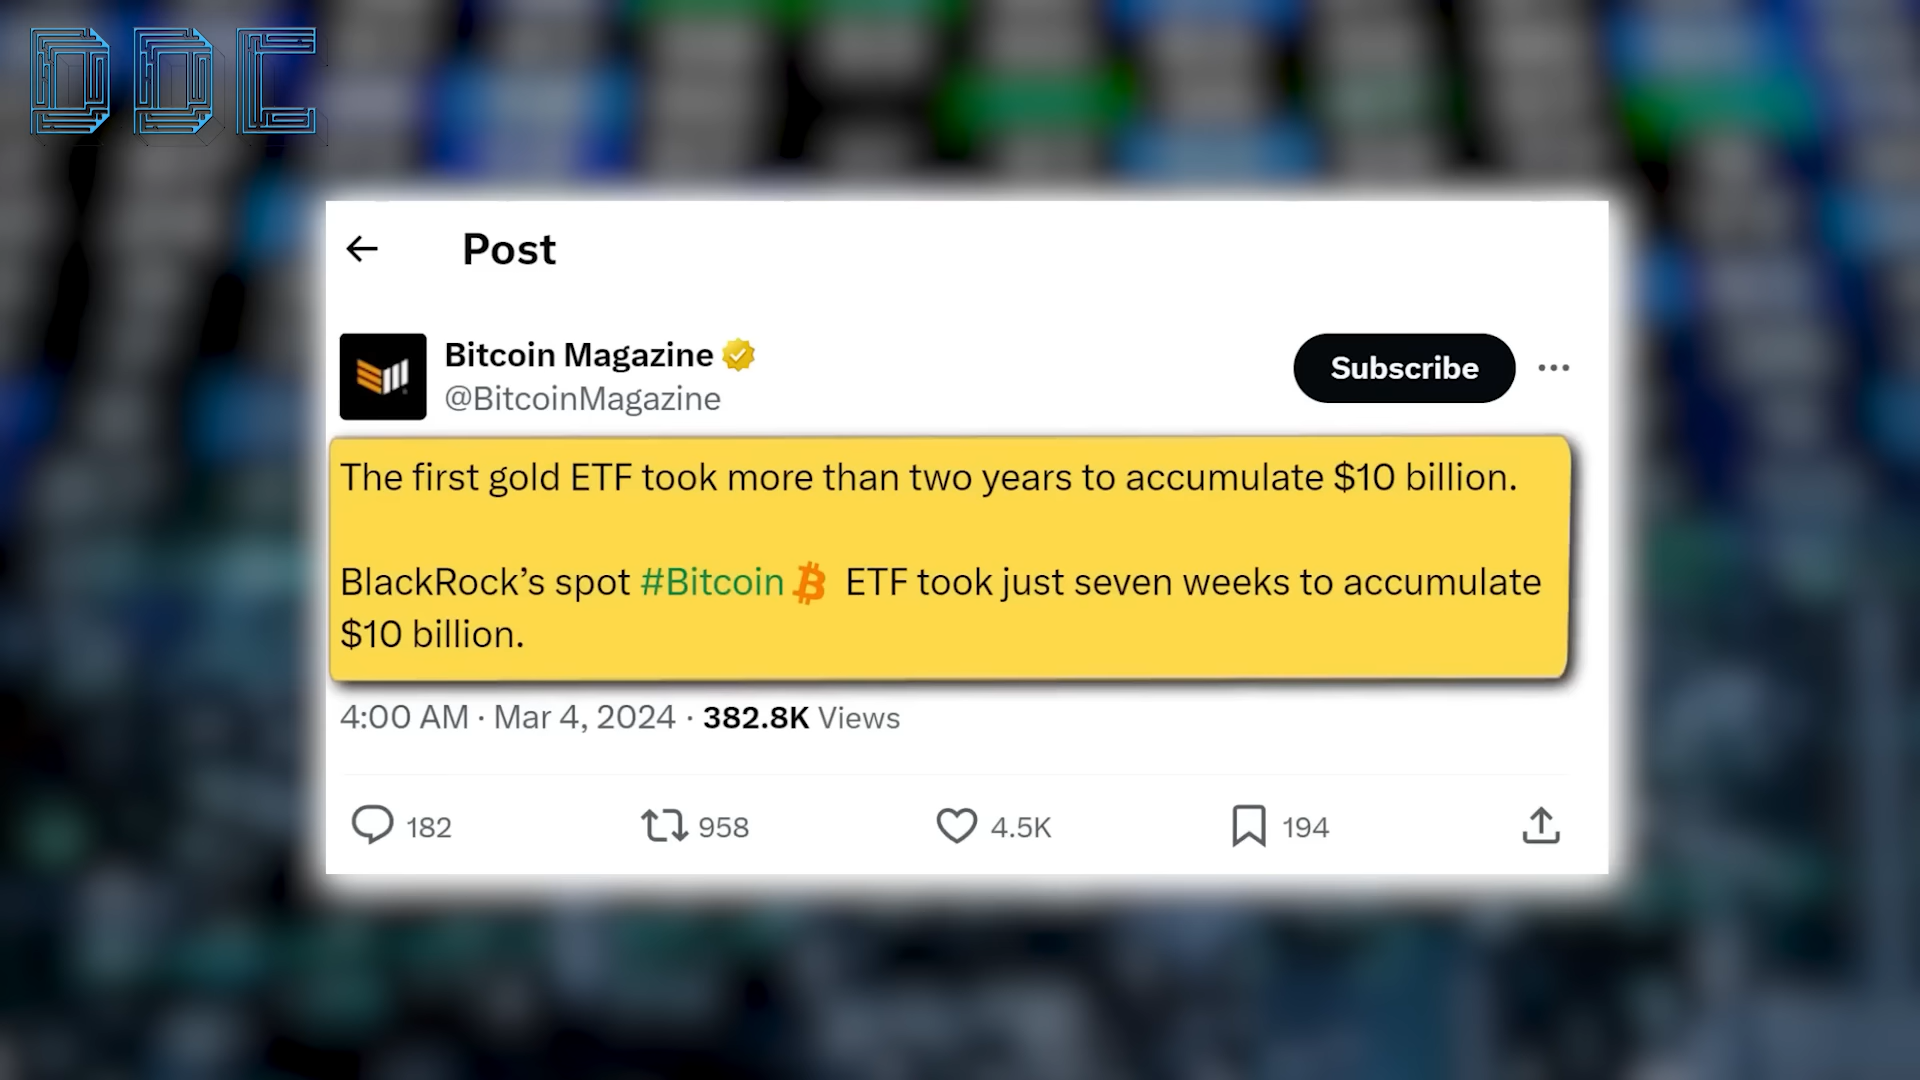 DDC
Post
Bitcoin Magazine
@BitcoinMagazine
Subscribe
The first gold ETF took more than two years to accumulate $10 billion.
BlackRock’s spot #Bitcoin ETF took just seven weeks to accumulate
$10 billion.
4:00 AM · Mar 4, 2024 · 382.8K Views
182 958 4.5K 194